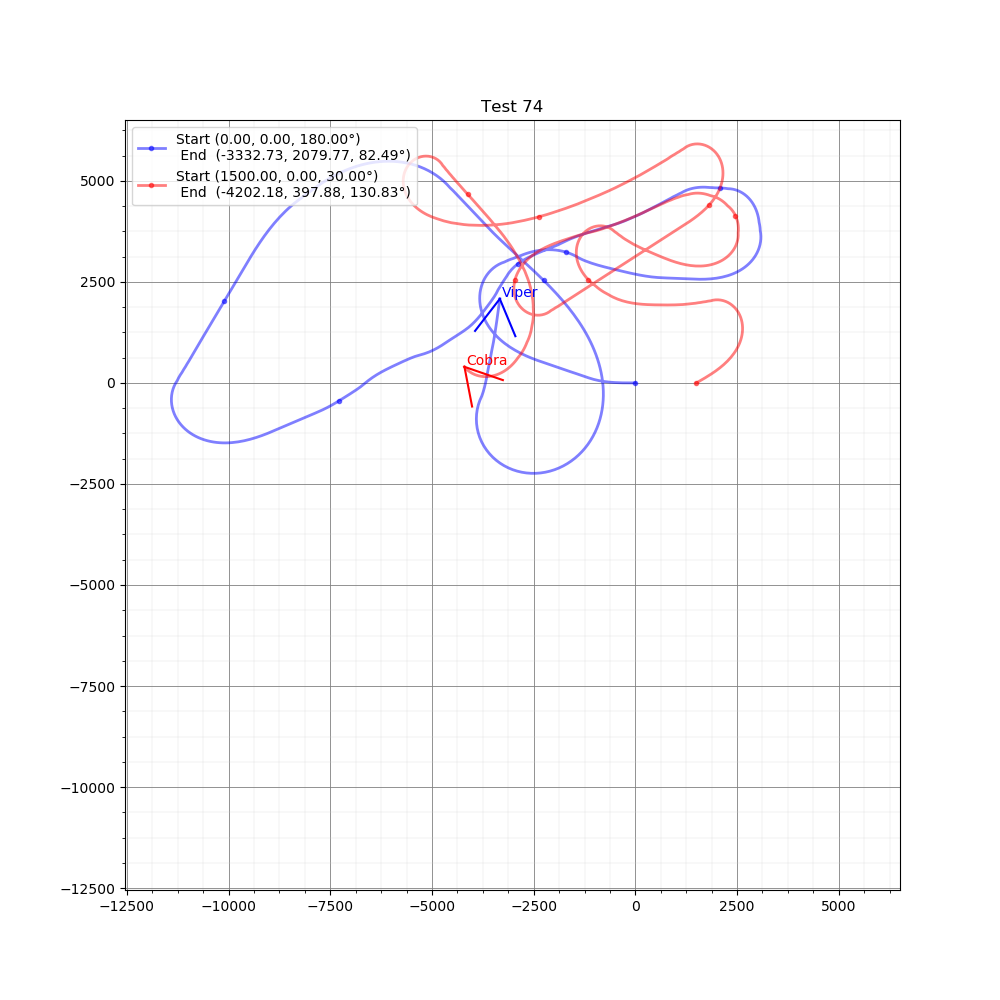 Test 74
Start (0.00, 0.00, 180.00°)
End (-3332.73, 2079.77, 82.49°)
Start (1500.00, 0.00, 30.00°)
End (-4202.18, 397.88, 130.83°)
5000
2500
0
−2500
−5000
−7500
−10000
−12500
Viper
Cobra
−12500 −10000 −7500 −5000 −2500 0 2500 5000